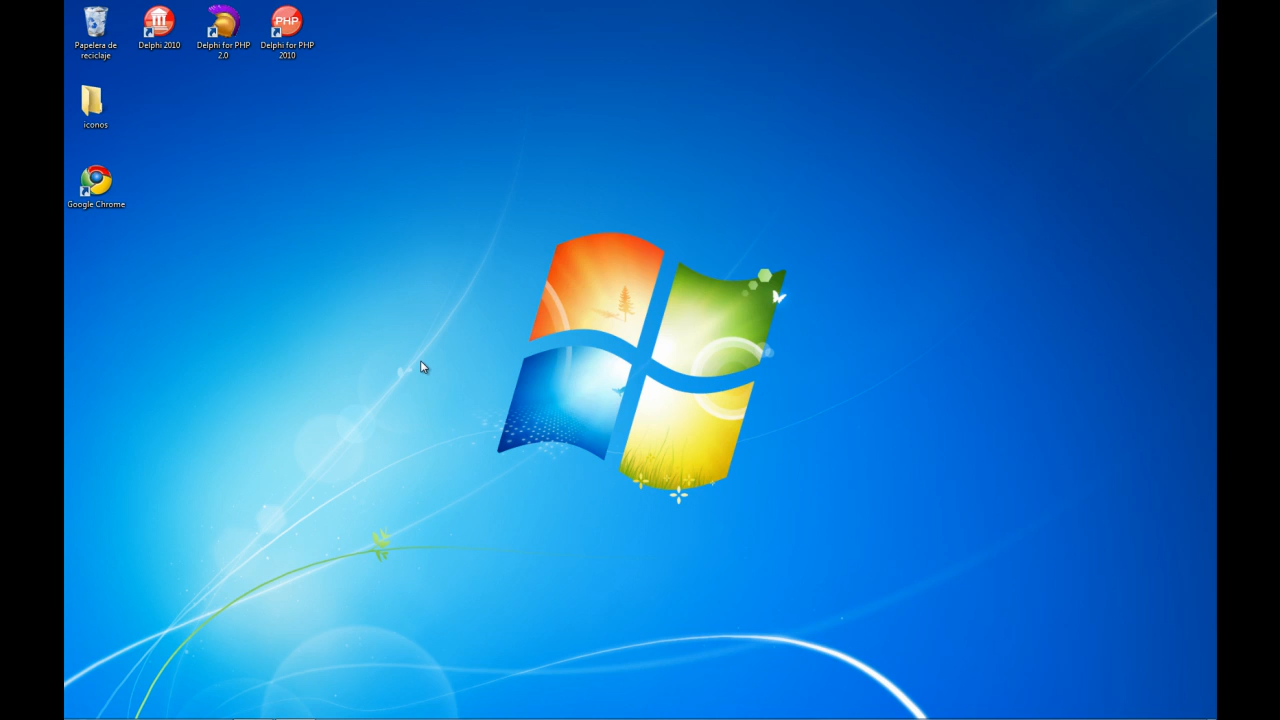 Papelera de
reciclaje
Delphi 2010
Delphi for PHP
2.0
PHP
Delphi for PHP
2010
iconos
Google Chrome